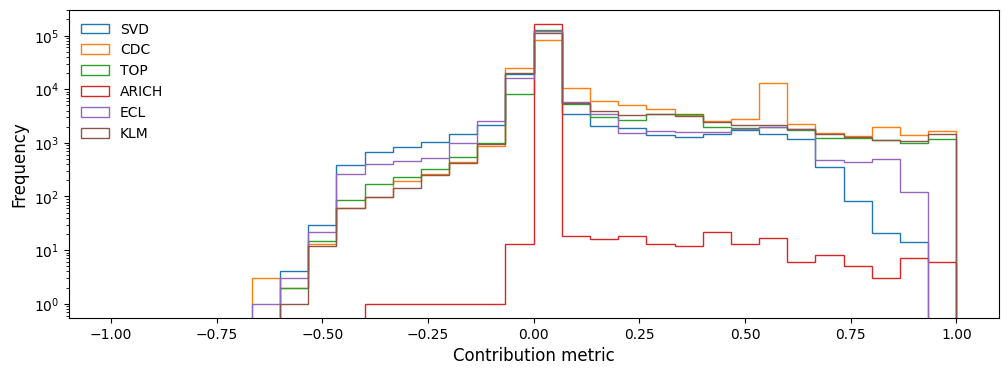 SVD
CDC
TOP
ARICH
ECL
KLM
Frequency
10⁵
10⁴
10³
10²
10¹
10⁰
−1.00 −0.75 −0.50 −0.25 0.00 0.25 0.50 0.75 1.00
Contribution metric